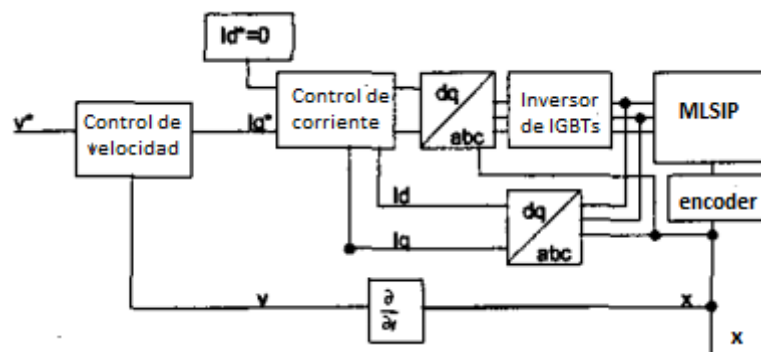 Id*=0
v*
Control de
velocidad
Iq*
Control de
corriente
dq
abc
Inversor
de IGBTs
MLSIP
encoder
Id
Iq
dq
abc
v
∂
∂t
x
x